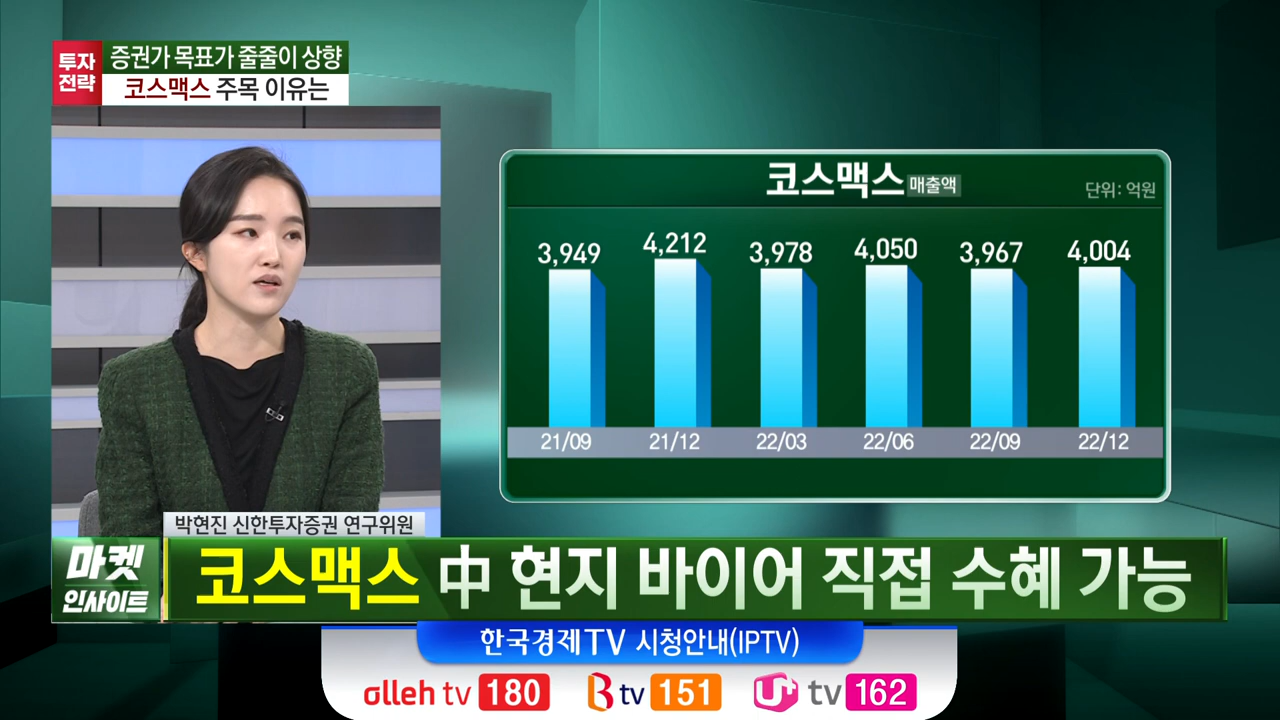 투자
전략
증권가 목표가 줄줄이 상향
코스맥스 주목 이유는
코스맥스 매출액
단위: 억원
3,949 4,212 3,978 4,050 3,967 4,004
21/09 21/12 22/03 22/06 22/09 22/12
박현진 신한투자증권 연구위원
마켓
인사이트
코스맥스 中 현지 바이어 직접 수혜 가능
한국경제TV 시청안내(IPTV)
olleh tv 180 B tv 151 U+ tv 162